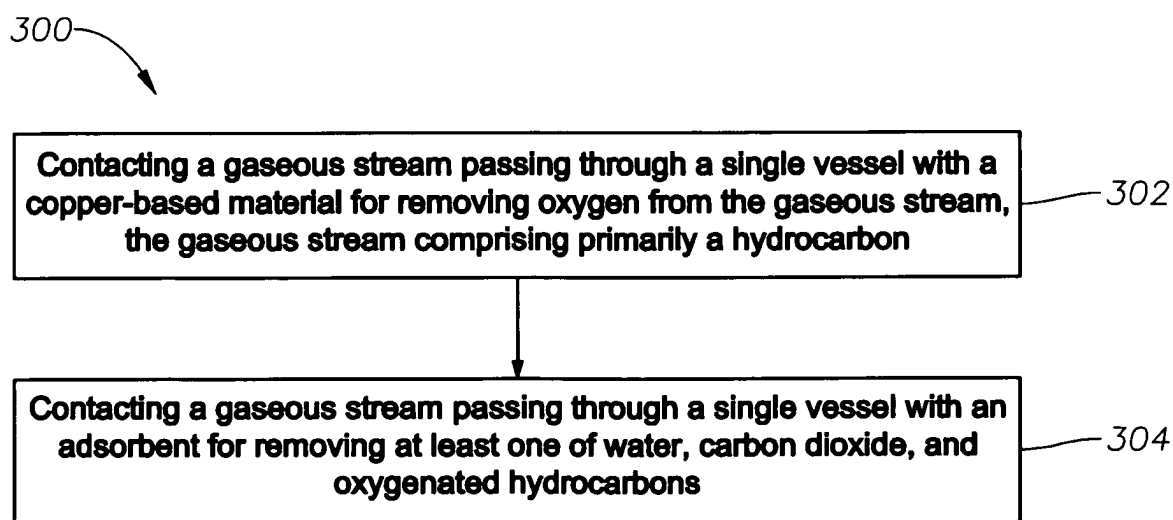 300
Contacting a gaseous stream passing through a single vessel with a
copper-based material for removing oxygen from the gaseous stream,
the gaseous stream comprising primarily a hydrocarbon
302
Contacting a gaseous stream passing through a single vessel with an
adsorbent for removing at least one of water, carbon dioxide, and
oxygenated hydrocarbons
304